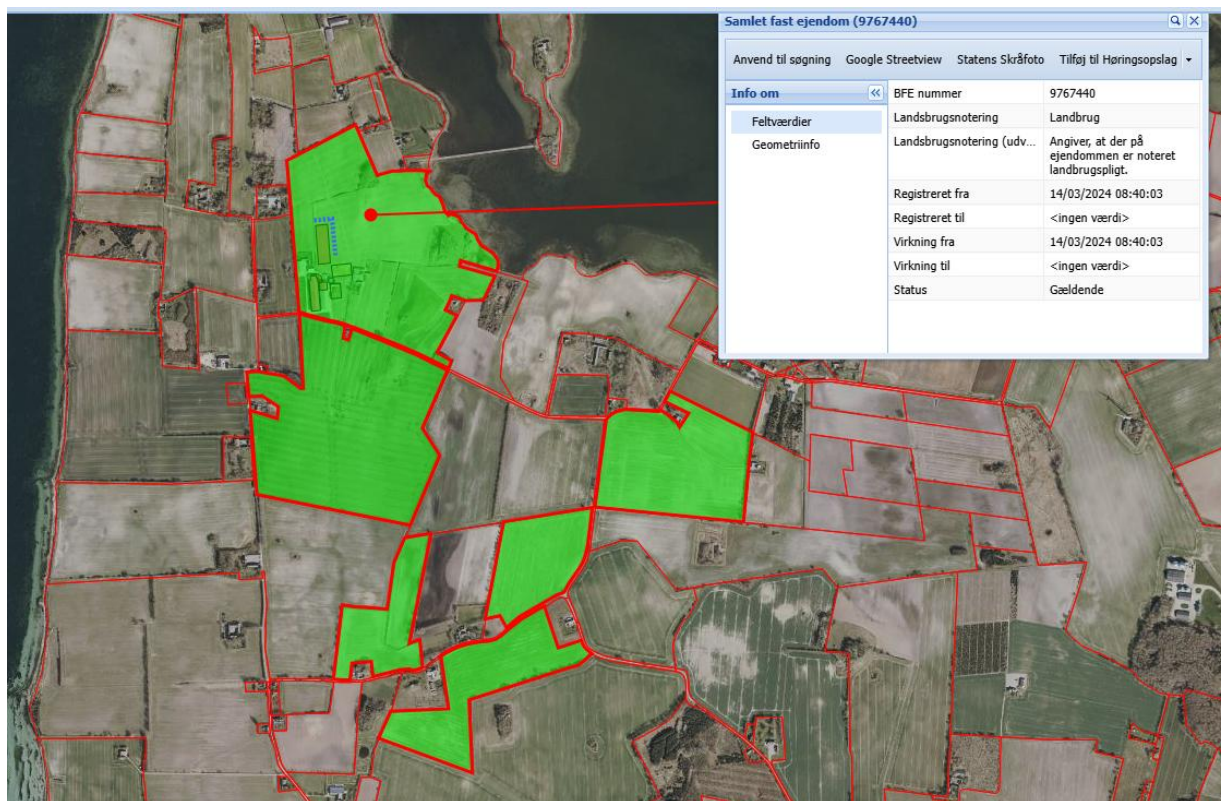 Samlet fast ejendom (9767440)
Anvend til søgning Google Streetview Statens Skråfoto Tilføj til Høringsopslag
Info om
Feltværdier
Geometriinfo
BFE nummer 9767440
Landsbrugsnotering Landbrug
Landsbrugsnotering (udv... Angiver, at der på
ejendommen er noteret
landbrugspligt.
Registreret fra 14/03/2024 08:40:03
Registreret til <ingen værdi>
Virkning fra 14/03/2024 08:40:03
Virkning til <ingen værdi>
Status Gældende